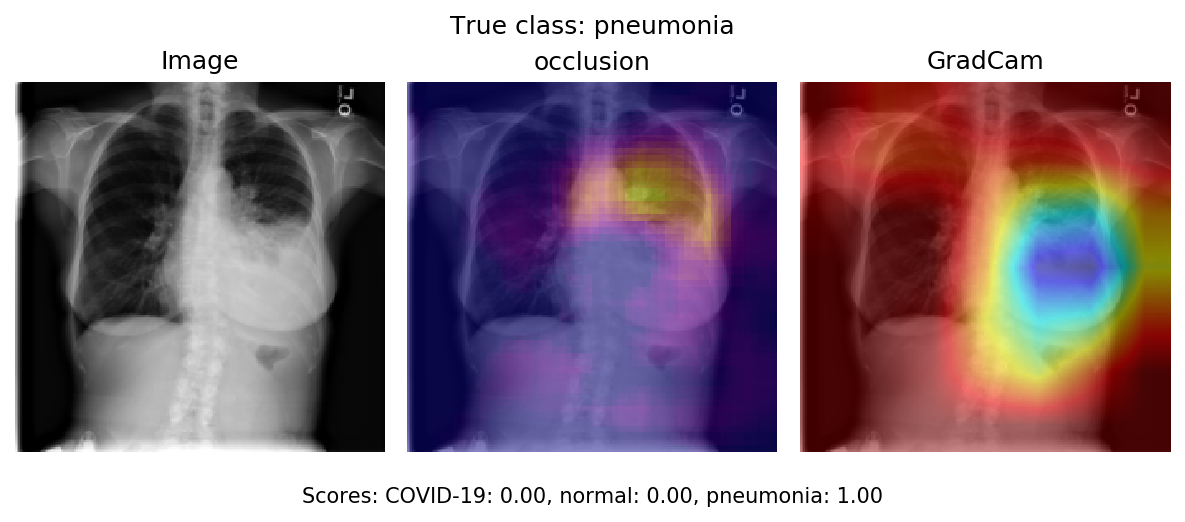 True class: pneumonia
Image
occlusion
GradCam
Scores: COVID-19: 0.00, normal: 0.00, pneumonia: 1.00